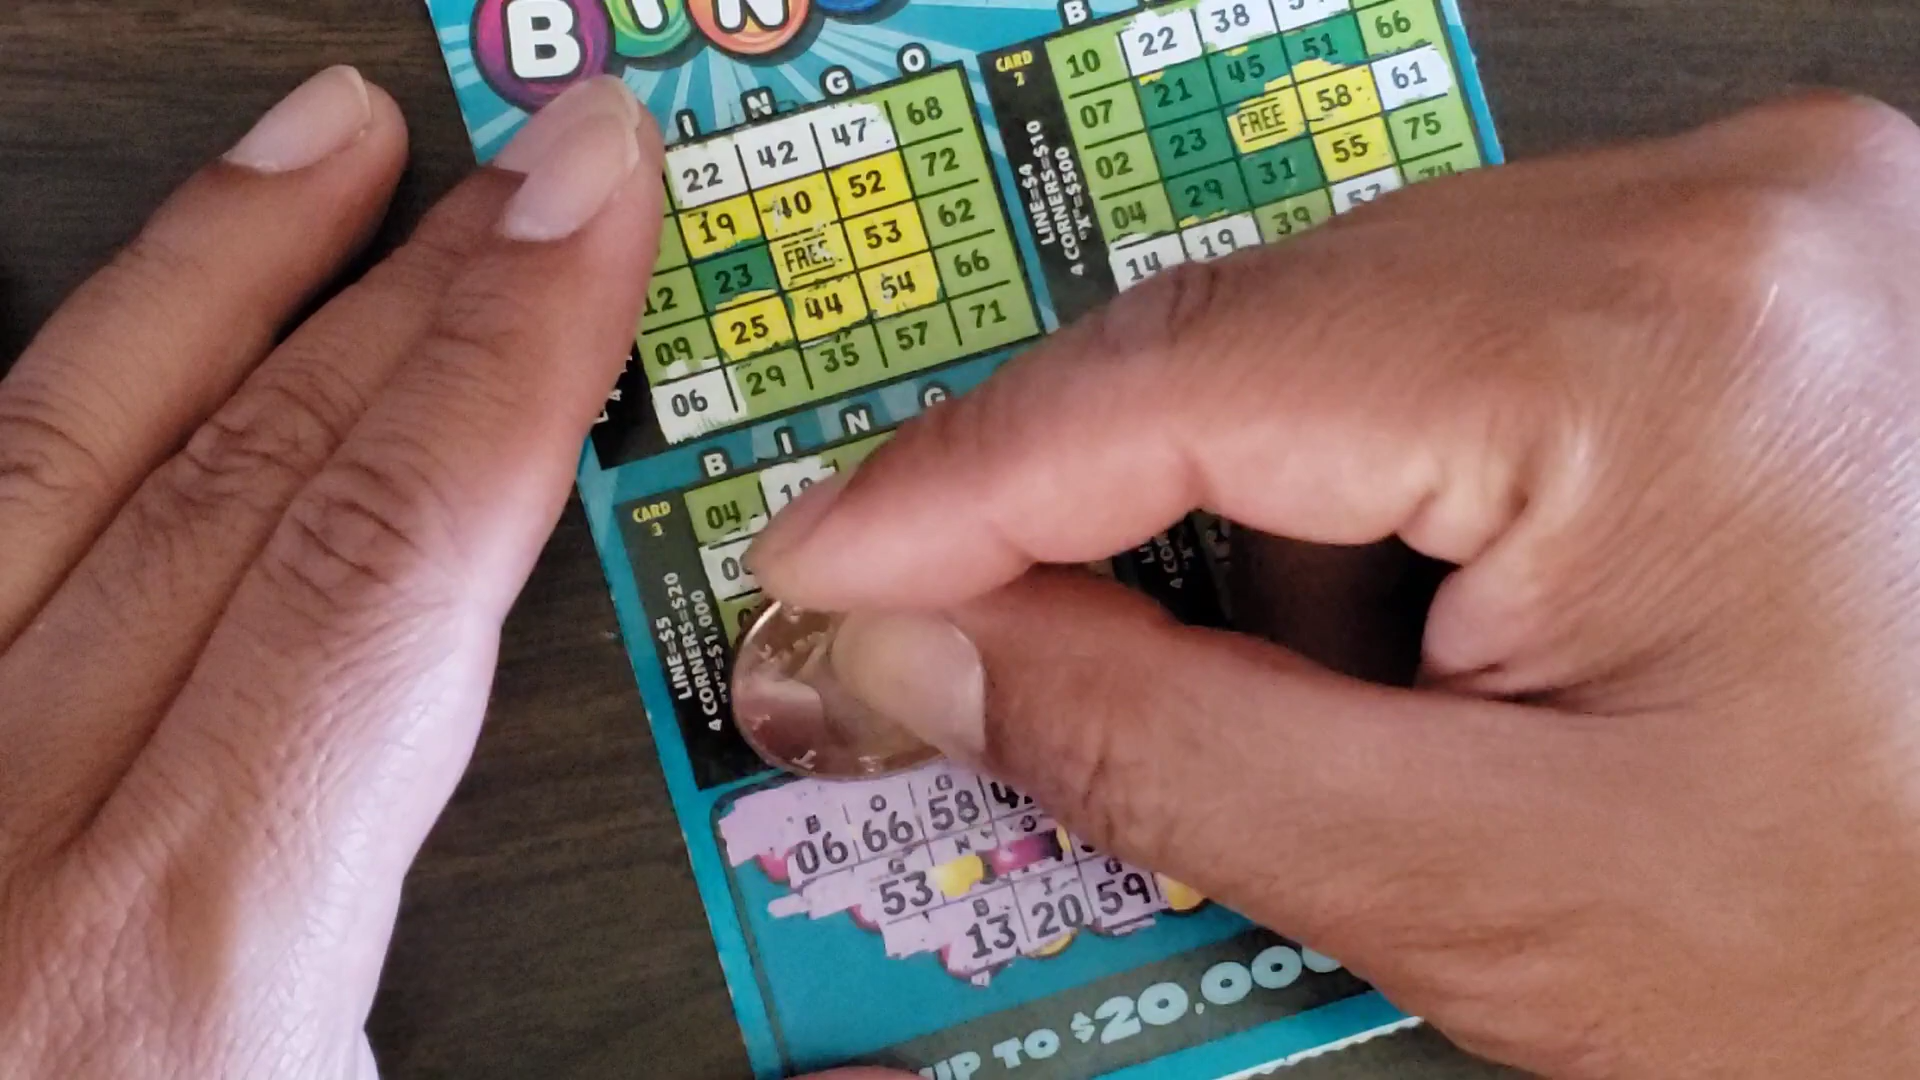 B I N
I N G O
22 42 47 68
19 40 52 72
12 23 FREE 53 62
09 25 44 54 66
06 29 35 57 71
CARD 2
LINE=$4
4 CORNERS=$10
"X"=$500
B
10 22 38 66
07 21 45 51 61
02 23 FREE 58 75
04 29 31 55
14 19 39 57
B I N G
CARD 3
LINE=$5
4 CORNERS=$20
"X"=$1,000
04
B O G
06 66 58
G N O
53
B I G
13 20 59
UP TO $20,000